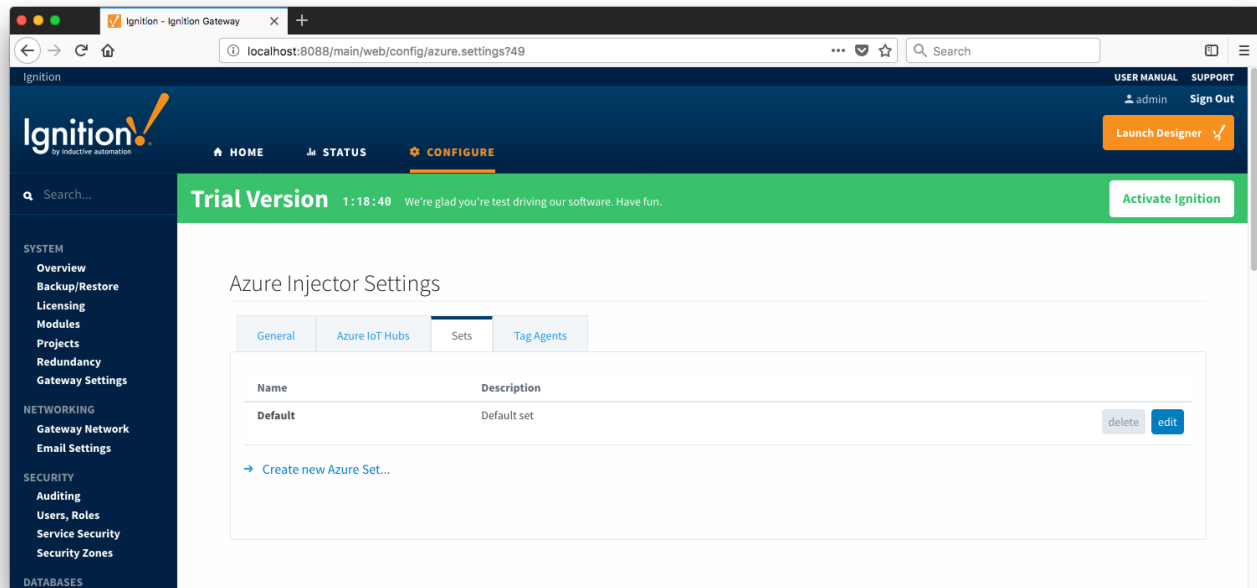 Ignition - Ignition Gateway
localhost:8088/main/web/config/azure.settings?49
Search
Ignition
USER MANUAL SUPPORT
admin Sign Out
Ignition!
by inductive automation
Launch Designer
HOME STATUS CONFIGURE
Search...
Trial Version 1:18:40 We're glad you're test driving our software. Have fun.
Activate Ignition
SYSTEM
Overview
Backup/Restore
Licensing
Modules
Projects
Redundancy
Gateway Settings
NETWORKING
Gateway Network
Email Settings
SECURITY
Auditing
Users, Roles
Service Security
Security Zones
DATABASES
Azure Injector Settings
General Azure IoT Hubs Sets Tag Agents
Name Description
Default Default set
delete edit
Create new Azure Set...